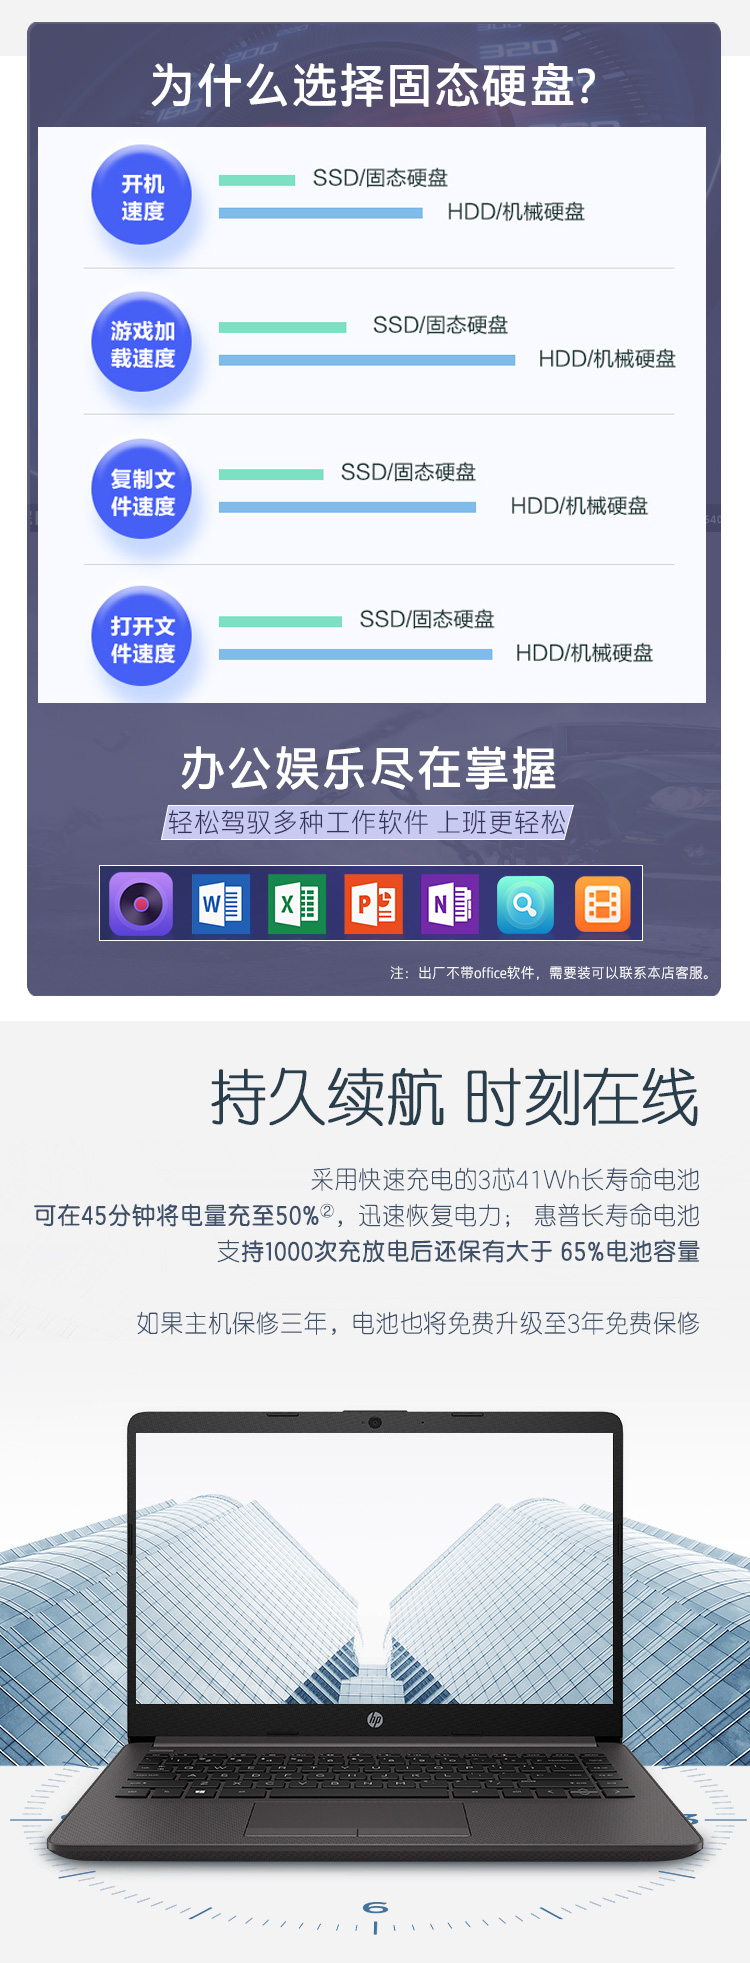 为什么选择固态硬盘?
开机
速度
SSD/固态硬盘
HDD/机械硬盘
游戏加
载速度
SSD/固态硬盘
HDD/机械硬盘
复制文
件速度
SSD/固态硬盘
HDD/机械硬盘
打开文
件速度
SSD/固态硬盘
HDD/机械硬盘
办公娱乐尽在掌握
轻松驾驭多种工作软件 上班更轻松
W
X
P
N
注：出厂不带office软件，需要装可以联系本店客服。
持久续航 时刻在线
采用快速充电的3芯41Wh长寿命电池
可在45分钟将电量充至50%②，迅速恢复电力； 惠普长寿命电池
支持1000次充放电后还保有大于 65%电池容量
如果主机保修三年，电池也将免费升级至3年免费保修
hp
3
6